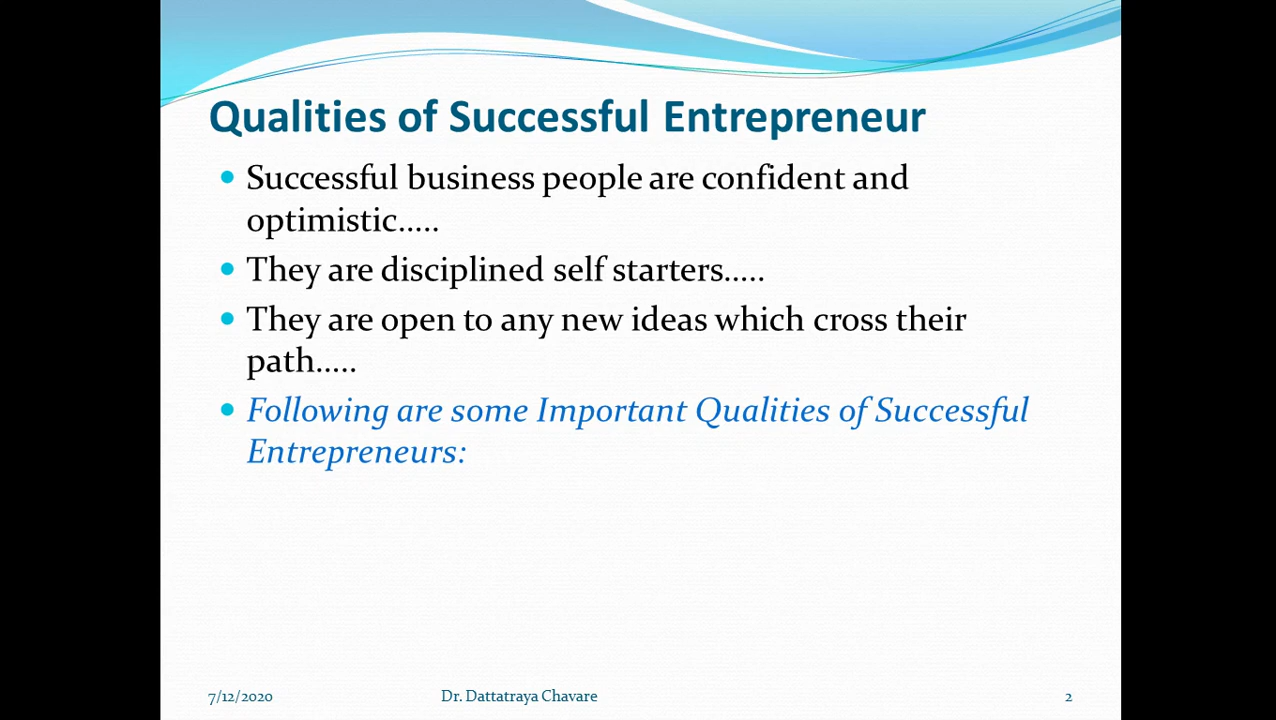 Qualities of Successful Entrepreneur
Successful business people are confident and
optimistic.....
They are disciplined self starters.....
They are open to any new ideas which cross their
path.....
Following are some Important Qualities of Successful
Entrepreneurs:
7/12/2020
Dr. Dattatraya Chavare
2